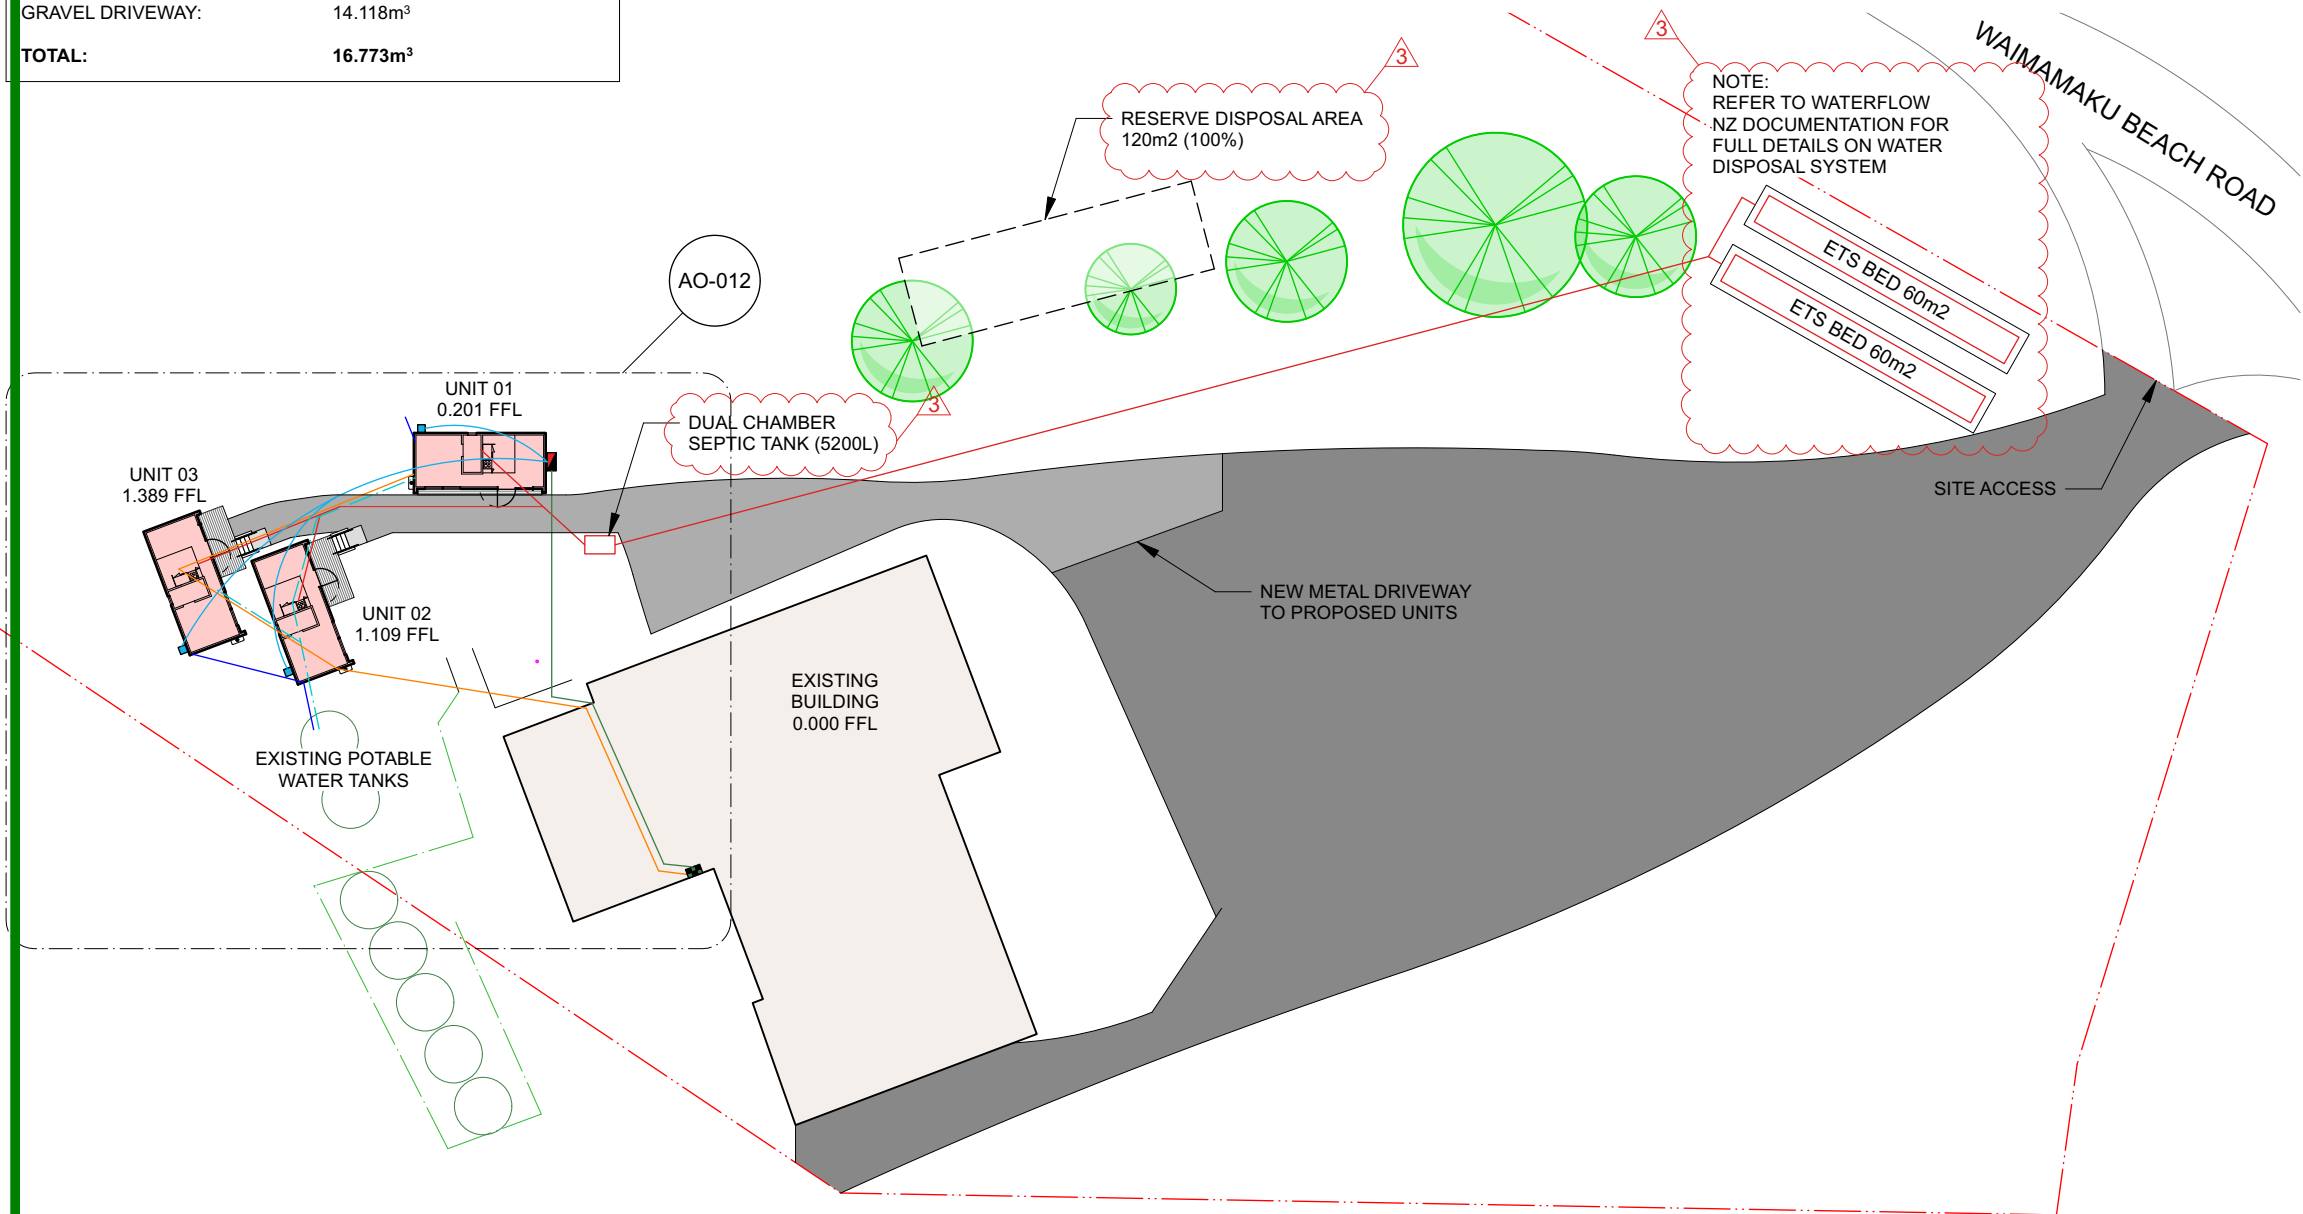 GRAVEL DRIVEWAY: 14.118m³
TOTAL: 16.773m³
3
3
WAIMAMAKU BEACH ROAD
NOTE:
REFER TO WATERFLOW
NZ DOCUMENTATION FOR
FULL DETAILS ON WATER
DISPOSAL SYSTEM
RESERVE DISPOSAL AREA
120m2 (100%)
ETS BED 60m2
ETS BED 60m2
AO-012
UNIT 01
0.201 FFL
3
DUAL CHAMBER
SEPTIC TANK (5200L)
UNIT 03
1.389 FFL
SITE ACCESS
NEW METAL DRIVEWAY
TO PROPOSED UNITS
UNIT 02
1.109 FFL
EXISTING
BUILDING
0.000 FFL
EXISTING POTABLE
WATER TANKS